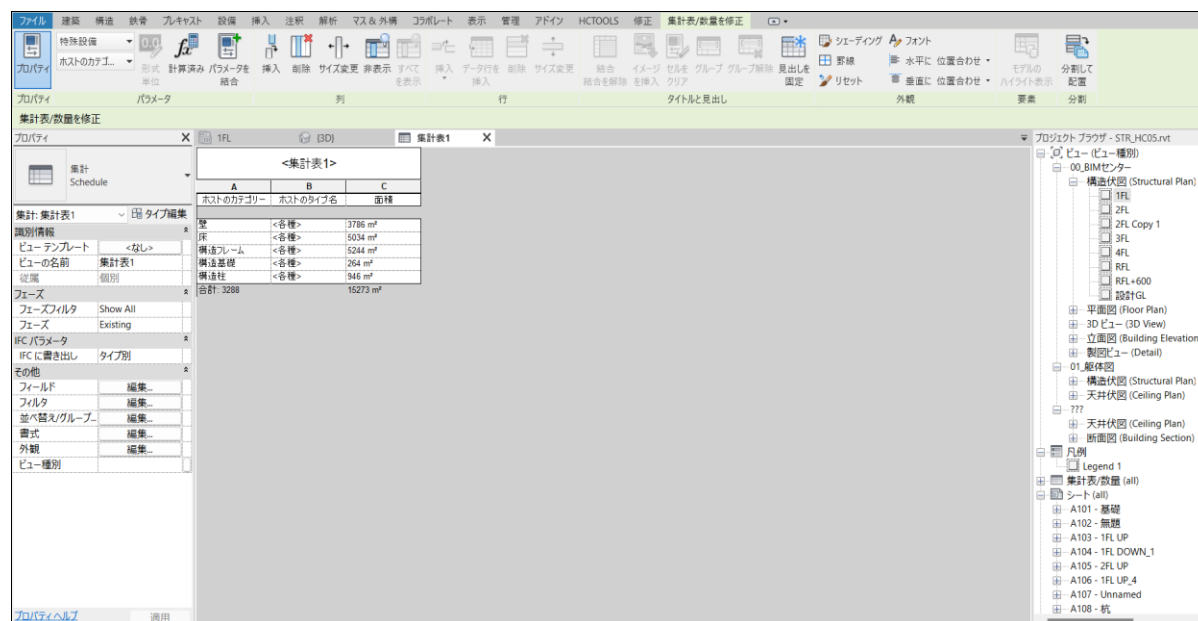 ファイル 建築 構造 鉄骨 プレキャスト 設備 挿入 注釈 解析 マス & 外構 コラボレート 表示 管理 アドイン HCTOOLS 修正 集計表/数量を修正
特殊設備
ホストのカテゴ...
プロパティ 形式 単位 計算済み パラメータを 結合 挿入 削除 サイズ変更 非表示 すべて を表示 挿入 データ行を 挿入 削除 サイズ変更 結合 結合を解除 イメージ を挿入 セルを クリア グループ グループ解除 見出しを 固定
シェーディング フォント
罫線 水平に 位置合わせ
リセット 垂直に 位置合わせ
モデルの ハイライト表示 分割して 配置
プロパティ パラメータ 列 行 タイトルと見出し 外観 要素 分割
集計表/数量を修正
プロパティ X
集計
Schedule
集計: 集計表1 タイプ編集
識別情報
ビュー テンプレート <なし>
ビューの名前 集計表1
従属 個別
フェーズ
フェーズフィルタ Show All
フェーズ Existing
IFC パラメータ
IFC に書き出し タイプ別
その他
フィールド 編集...
フィルタ 編集...
並べ替え/グループ... 編集...
書式 編集...
外観 編集...
ビュー種別
プロパティ ヘルプ 適用
1FL {3D} 集計表1 X
<集計表1>
A B C
ホストのカテゴリー ホストのタイプ名 面積
壁 <各種> 3786 m²
床 <各種> 5034 m²
構造フレーム <各種> 5244 m²
構造基礎 <各種> 264 m²
構造柱 <各種> 946 m²
合計: 3288 15273 m²
プロジェクト ブラウザ - STR_HC05.rvt
ビュー (ビュー種別)
00_BIMセンター
構造伏図 (Structural Plan)
1FL
2FL
2FL Copy 1
3FL
4FL
RFL
RFL+600
設計GL
平面図 (Floor Plan)
3D ビュー (3D View)
立面図 (Building Elevation
製図ビュー (Detail)
01_躯体図
構造伏図 (Structural Plan)
天井伏図 (Ceiling Plan)
???
天井伏図 (Ceiling Plan)
断面図 (Building Section)
凡例
Legend 1
集計表/数量 (all)
シート (all)
A101 - 基礎
A102 - 無題
A103 - 1FL UP
A104 - 1FL DOWN_1
A105 - 2FL UP
A106 - 1FL UP_4
A107 - Unnamed
A108 - 杭